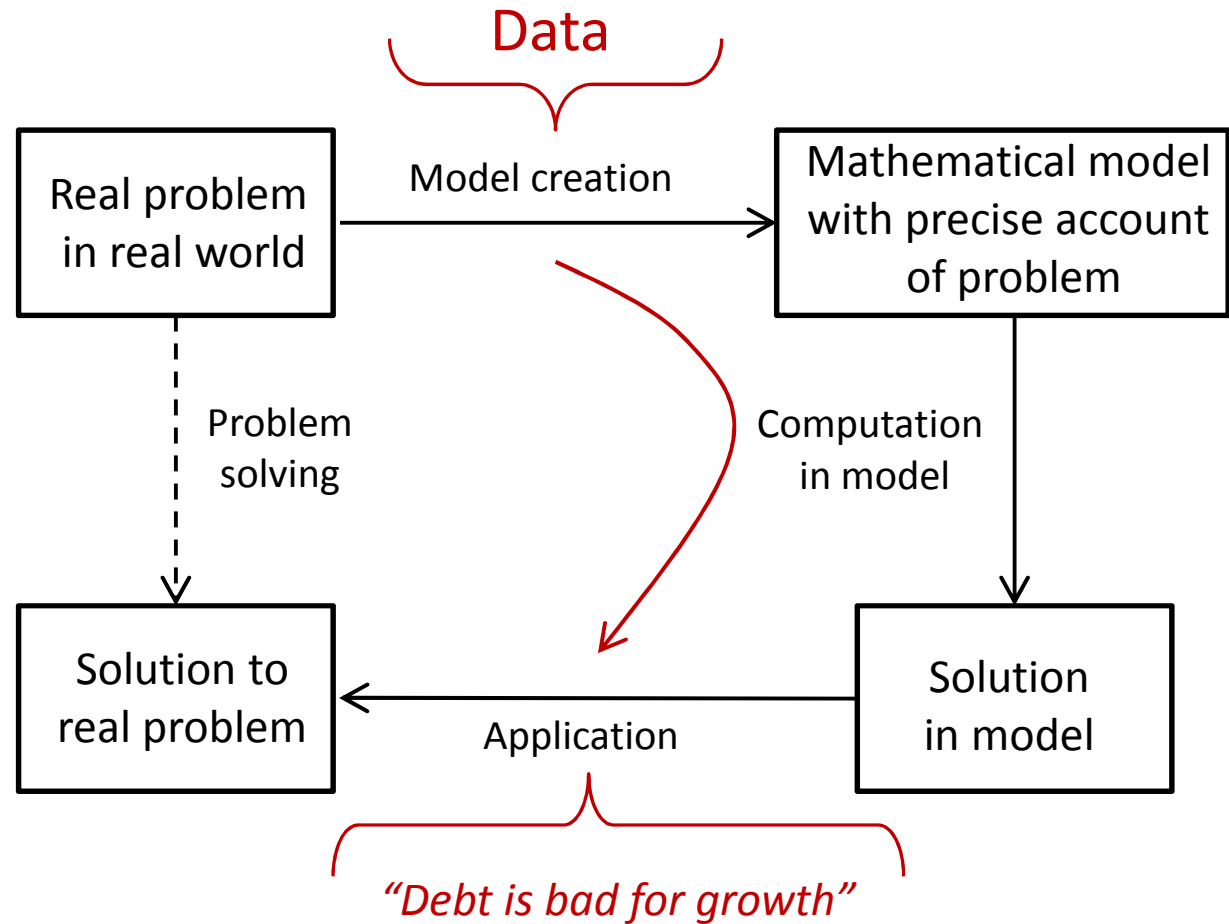 Data
Real problem
in real world
Model creation
Mathematical model
with precise account
of problem
Problem
solving
Computation
in model
Solution to
real problem
Application
Solution
in model
“Debt is bad for growth”